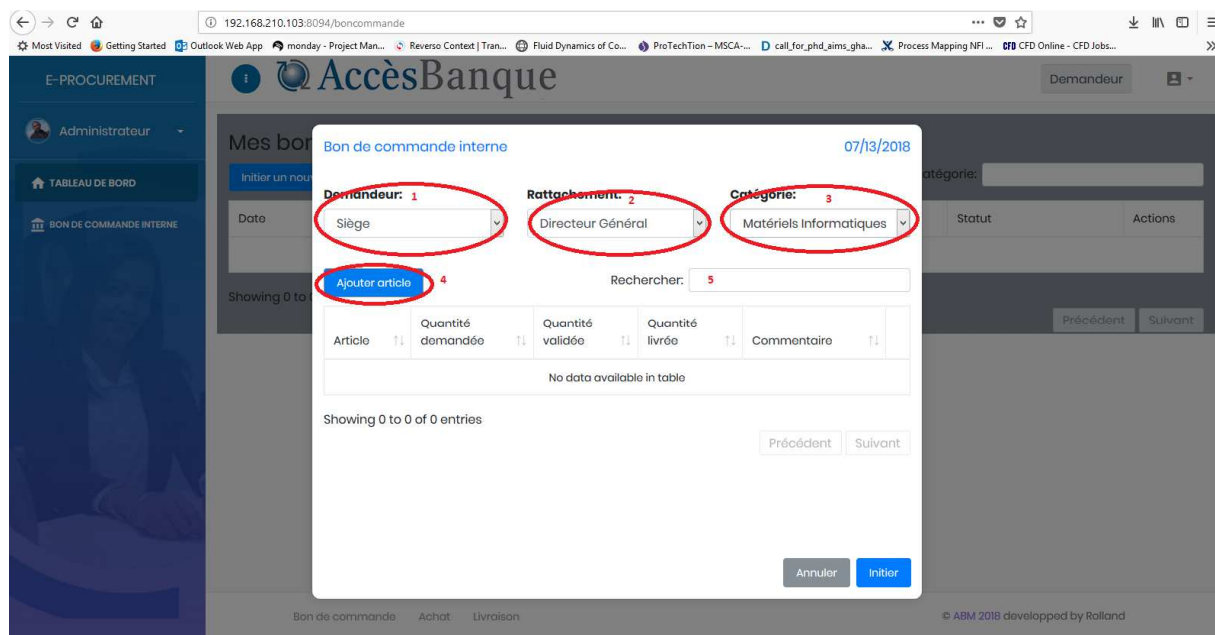 192.168.210.103:8094/boncommande
Most Visited Getting Started Outlook Web App monday - Project Man... Reverso Context | Tran... Fluid Dynamics of Co... ProTechTion – MSCA-... call_for_phd_aims_gha... Process Mapping NFI ... CFD CFD Online - CFD Jobs...
E-PROCUREMENT AccèsBanque Demandeur
Administrateur
Mes bon
Bon de commande interne 07/13/2018
TABLEAU DE BORD Initier un nou atégorie:
Demandeur: 1 Rattachement: 2 Catégorie: 3
BON DE COMMANDE INTERNE Date Siège Directeur Général Matériels Informatiques Statut Actions
Ajouter article 4 Rechercher: 5
Showing 0 to
Précédent Suivant
Article Quantité demandée Quantité validée Quantité livrée Commentaire
No data available in table
Showing 0 to 0 of 0 entries
Précédent Suivant
Annuler Initier
Bon de commande Achat Livraison © ABM 2018 developped by Rolland